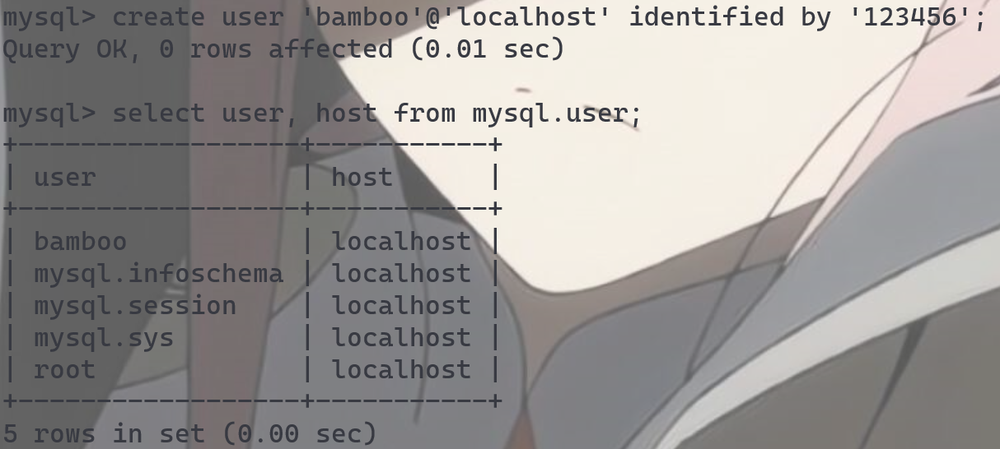 mysql> create user 'bamboo'@'localhost' identified by '123456';
Query OK, 0 rows affected (0.01 sec)

mysql> select user, host from mysql.user;
+------------------+-----------+
| user             | host      |
+------------------+-----------+
| bamboo           | localhost |
| mysql.infoschema | localhost |
| mysql.session    | localhost |
| mysql.sys        | localhost |
| root             | localhost |
+------------------+-----------+
5 rows in set (0.00 sec)